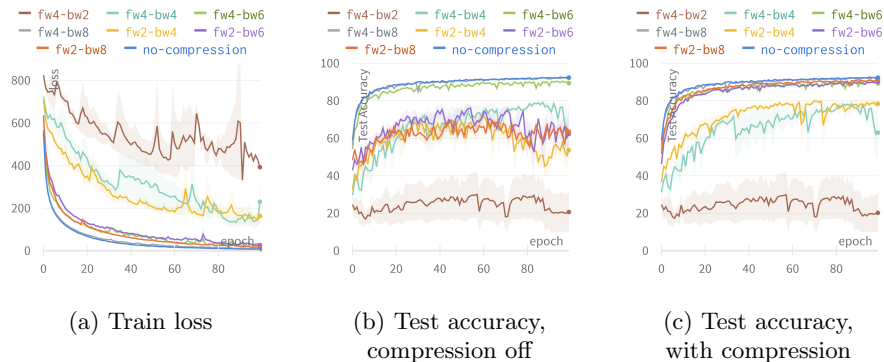 fw4-bw2 fw4-bw4 fw4-bw6
fw4-bw8 fw2-bw4 fw2-bw6
fw2-bw8 no-compression
loss
800
600
400
200
0
epoch
0 20 40 60 80
(a) Train loss
fw4-bw2 fw4-bw4 fw4-bw6
fw4-bw8 fw2-bw4 fw2-bw6
fw2-bw8 no-compression
Test Accuracy
100
80
60
40
20
0
epoch
0 20 40 60 80
(b) Test accuracy,
compression off
fw4-bw2 fw4-bw4 fw4-bw6
fw4-bw8 fw2-bw4 fw2-bw6
fw2-bw8 no-compression
Test Accuracy
100
80
60
40
20
0
epoch
0 20 40 60 80
(c) Test accuracy,
with compression